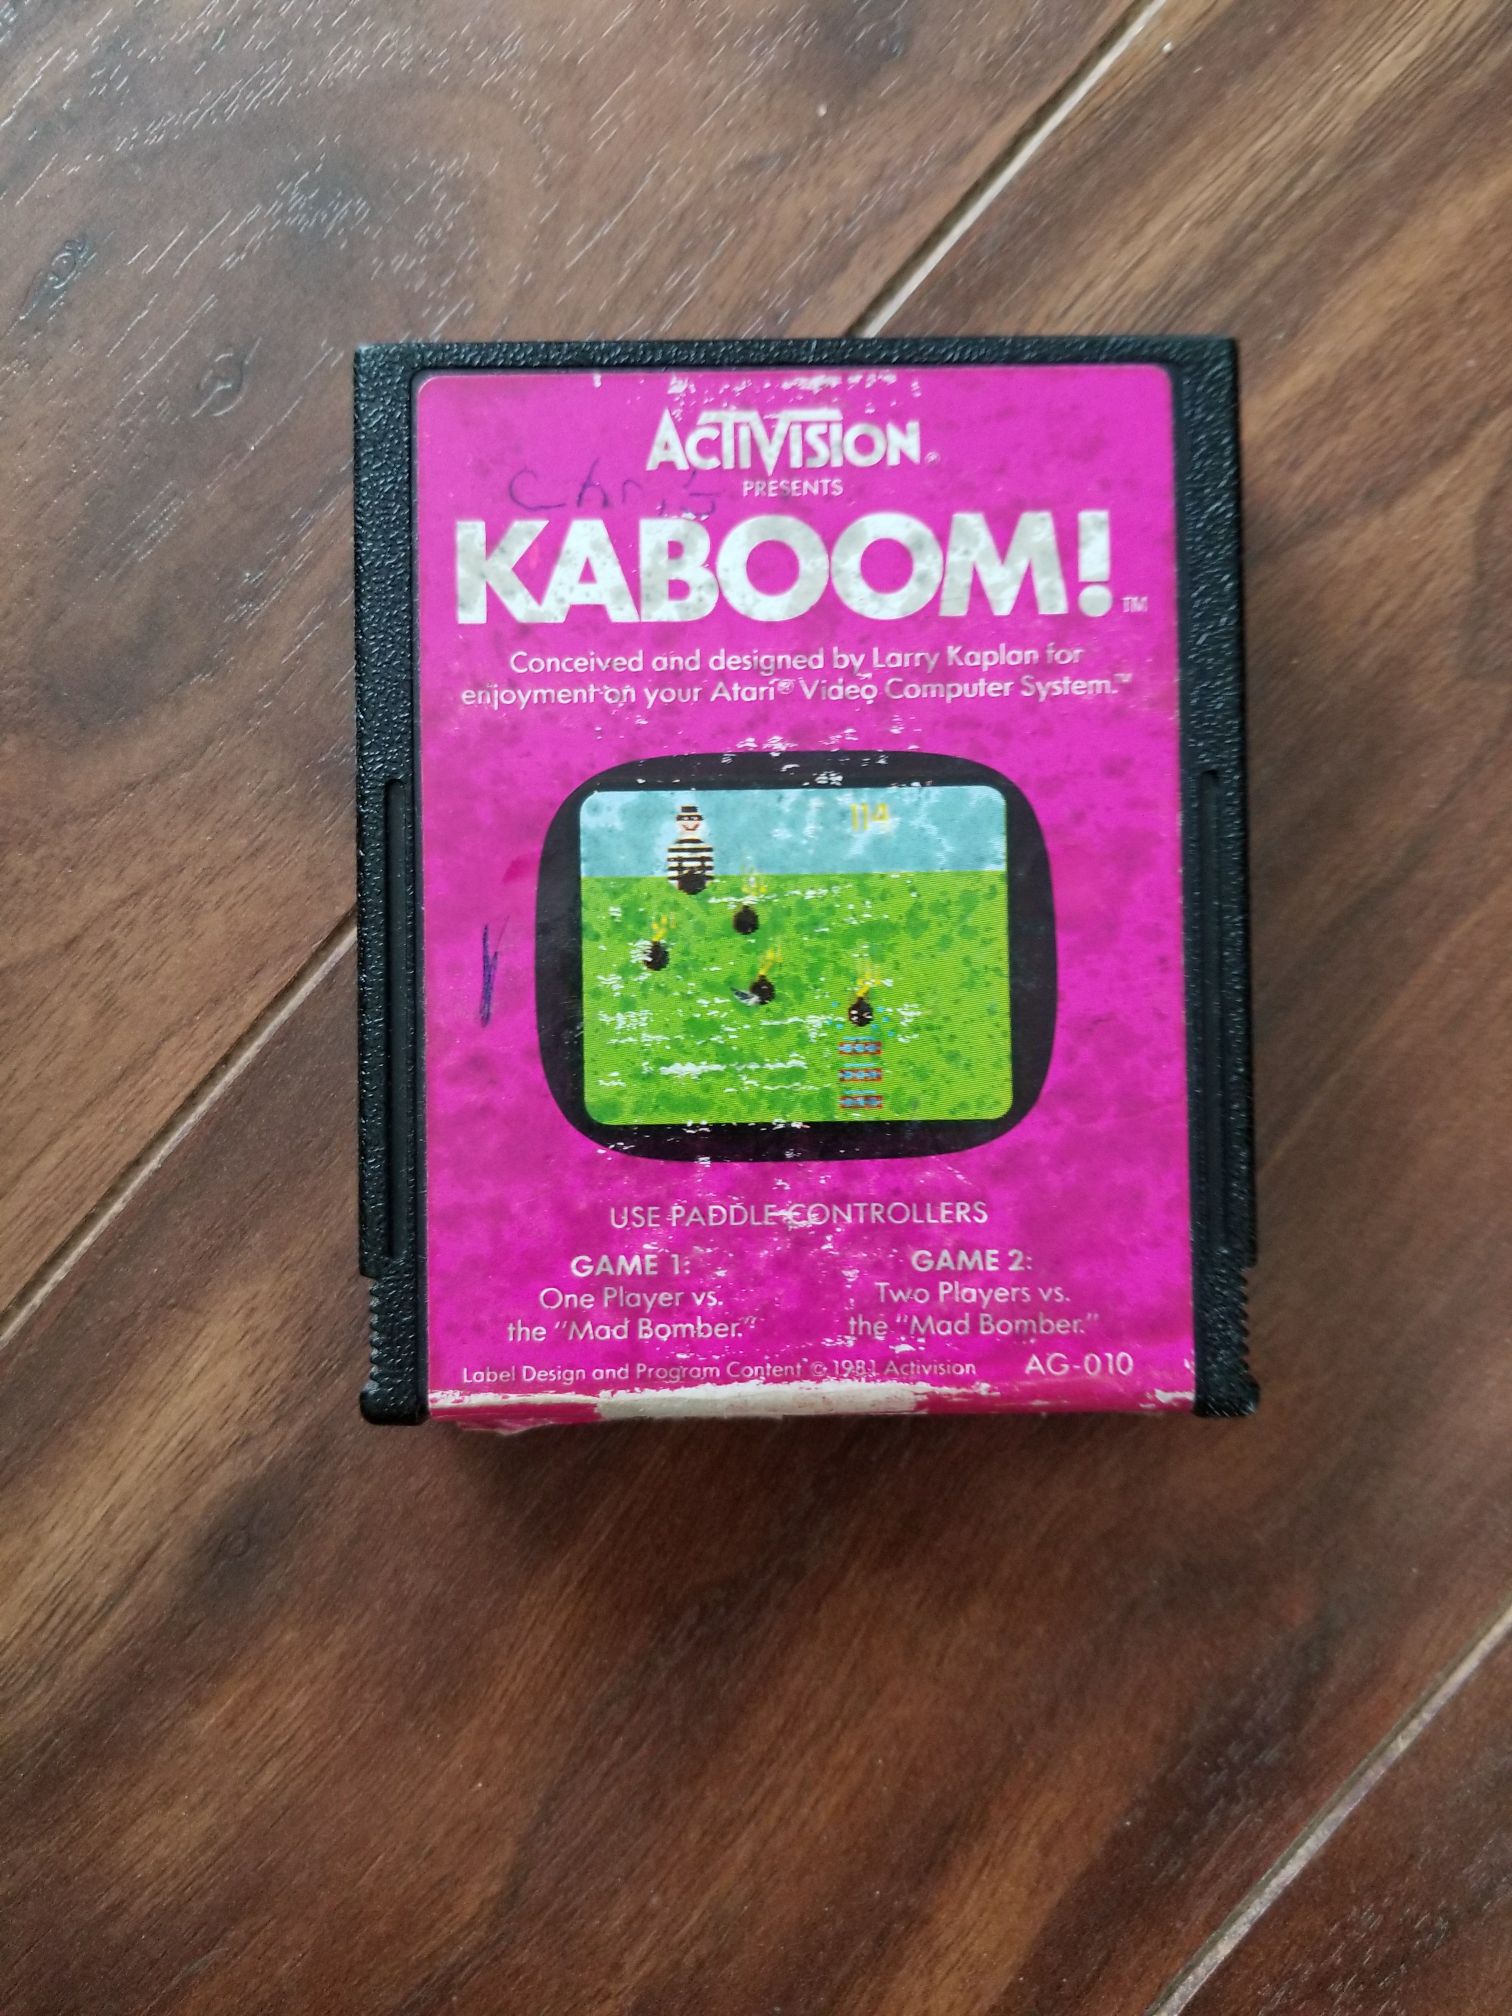 ACTIVISION®
Chris
PRESENTS
KABOOM!™
Conceived and designed by Larry Kaplan for
enjoyment on your Atari® Video Computer System.™
114
USE PADDLE CONTROLLERS
GAME 1:
One Player vs.
the "Mad Bomber."
GAME 2:
Two Players vs.
the "Mad Bomber."
Label Design and Program Content © 1981 Activision
AG-010